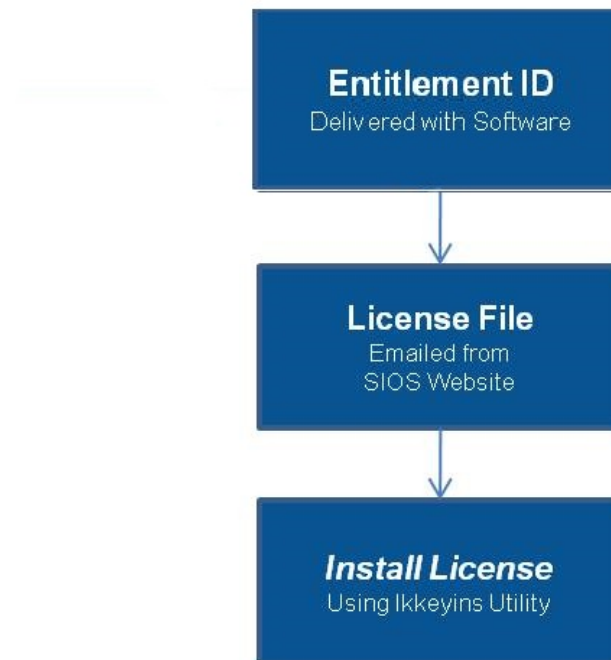 Entitlement ID
Delivered with Software
License File
Emailed from
SIOS Website
Install License
Using lkkeyins Utility